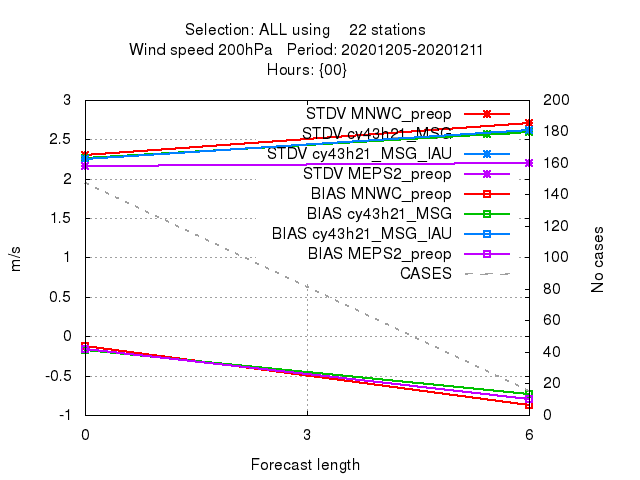 Selection: ALL using 22 stations
Wind speed 200hPa Period: 20201205-20201211
Hours: {00}
3
2.5
2
1.5
1
0.5
0
-0.5
-1
200
180
160
140
120
100
80
60
40
20
0
STDV MNWC_preop
STDV cy43h21_MSG
STDV cy43h21_MSG_IAU
STDV MEPS2_preop
BIAS MNWC_preop
BIAS cy43h21_MSG
BIAS cy43h21_MSG_IAU
BIAS MEPS2_preop
CASES
m/s
No cases
0 3 6
Forecast length